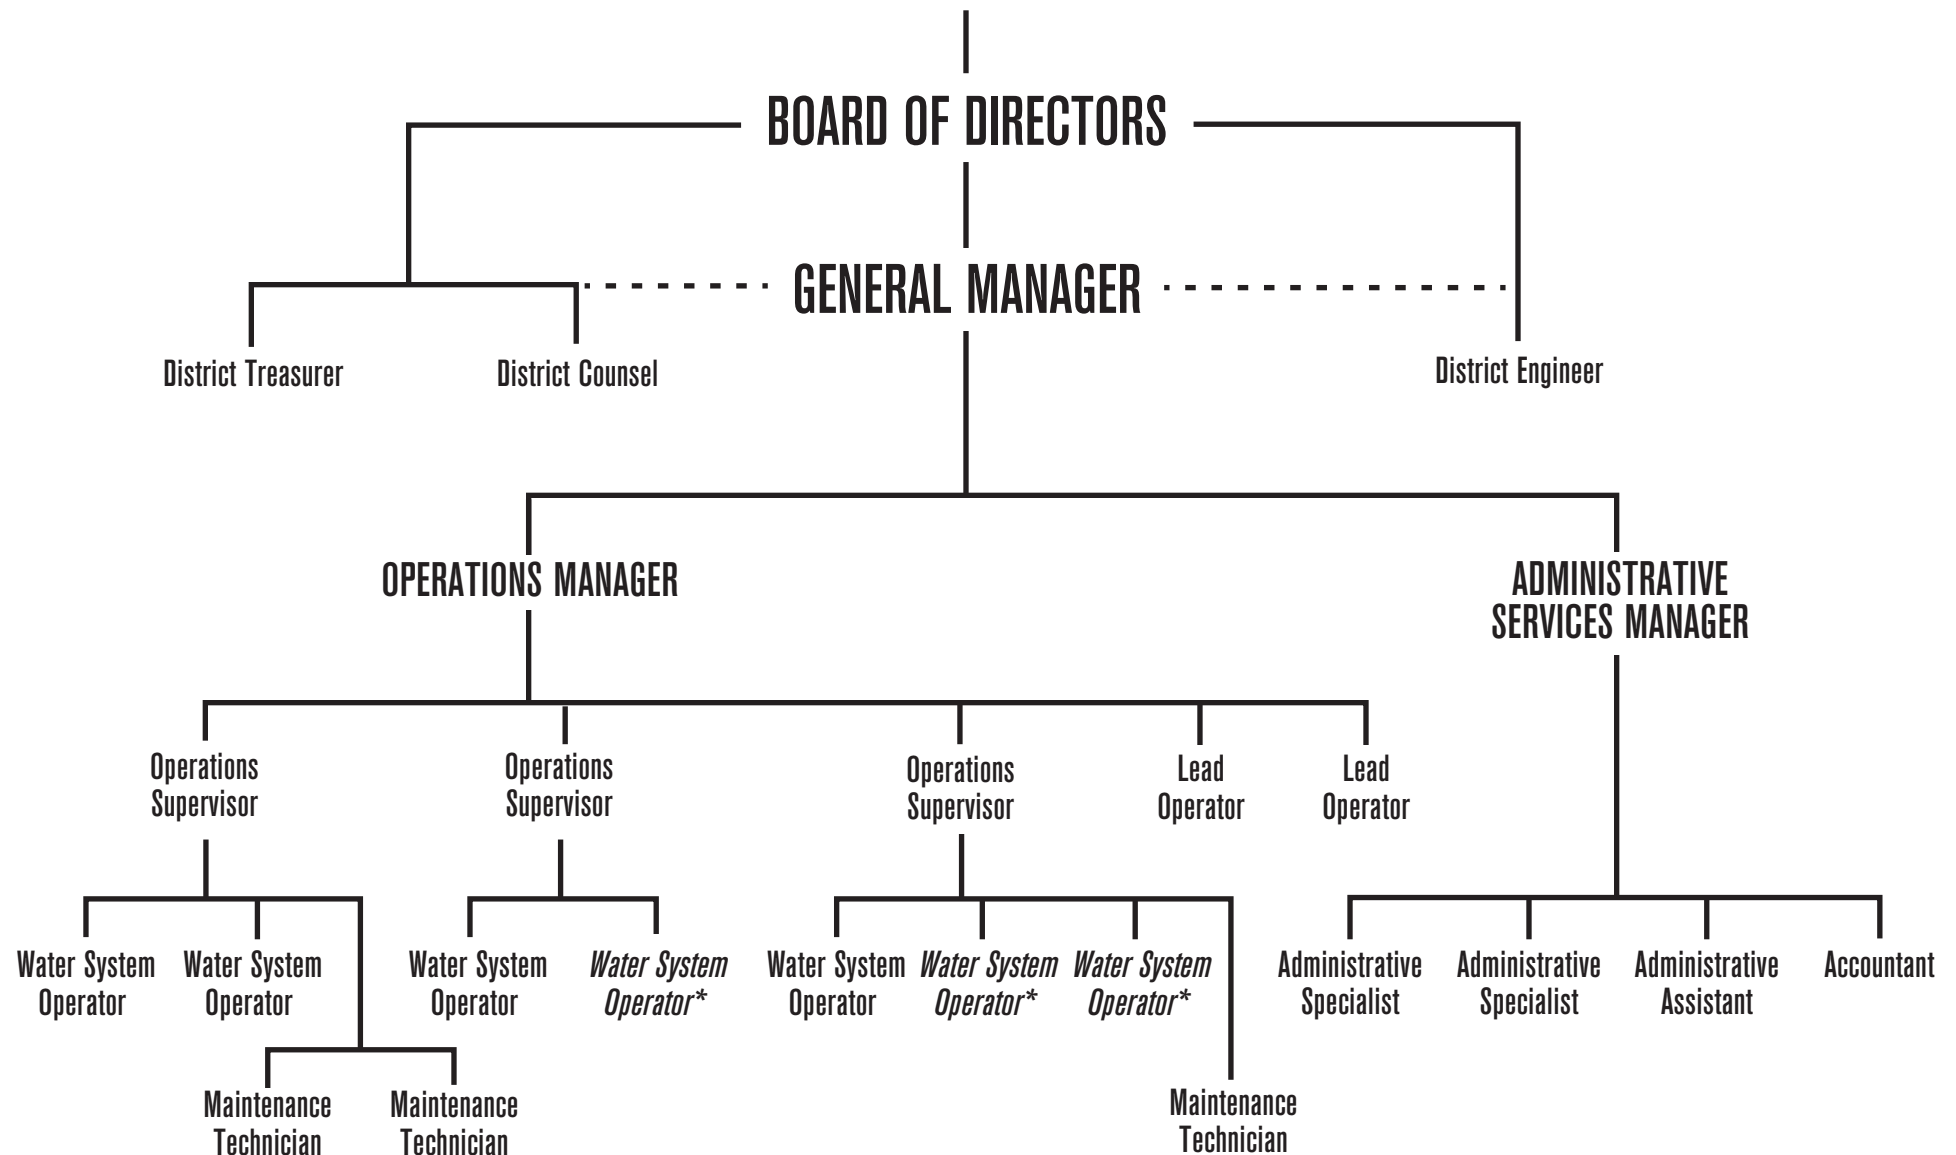 BOARD OF DIRECTORS
GENERAL MANAGER
District Treasurer
District Counsel
District Engineer
OPERATIONS MANAGER
ADMINISTRATIVE
SERVICES MANAGER
Operations
Supervisor
Operations
Supervisor
Operations
Supervisor
Lead
Operator
Lead
Operator
Water System
Operator
Water System
Operator
Water System
Operator
Water System
Operator*
Water System
Operator
Water System
Operator*
Water System
Operator*
Administrative
Specialist
Administrative
Specialist
Administrative
Assistant
Accountant
Maintenance
Technician
Maintenance
Technician
Maintenance
Technician